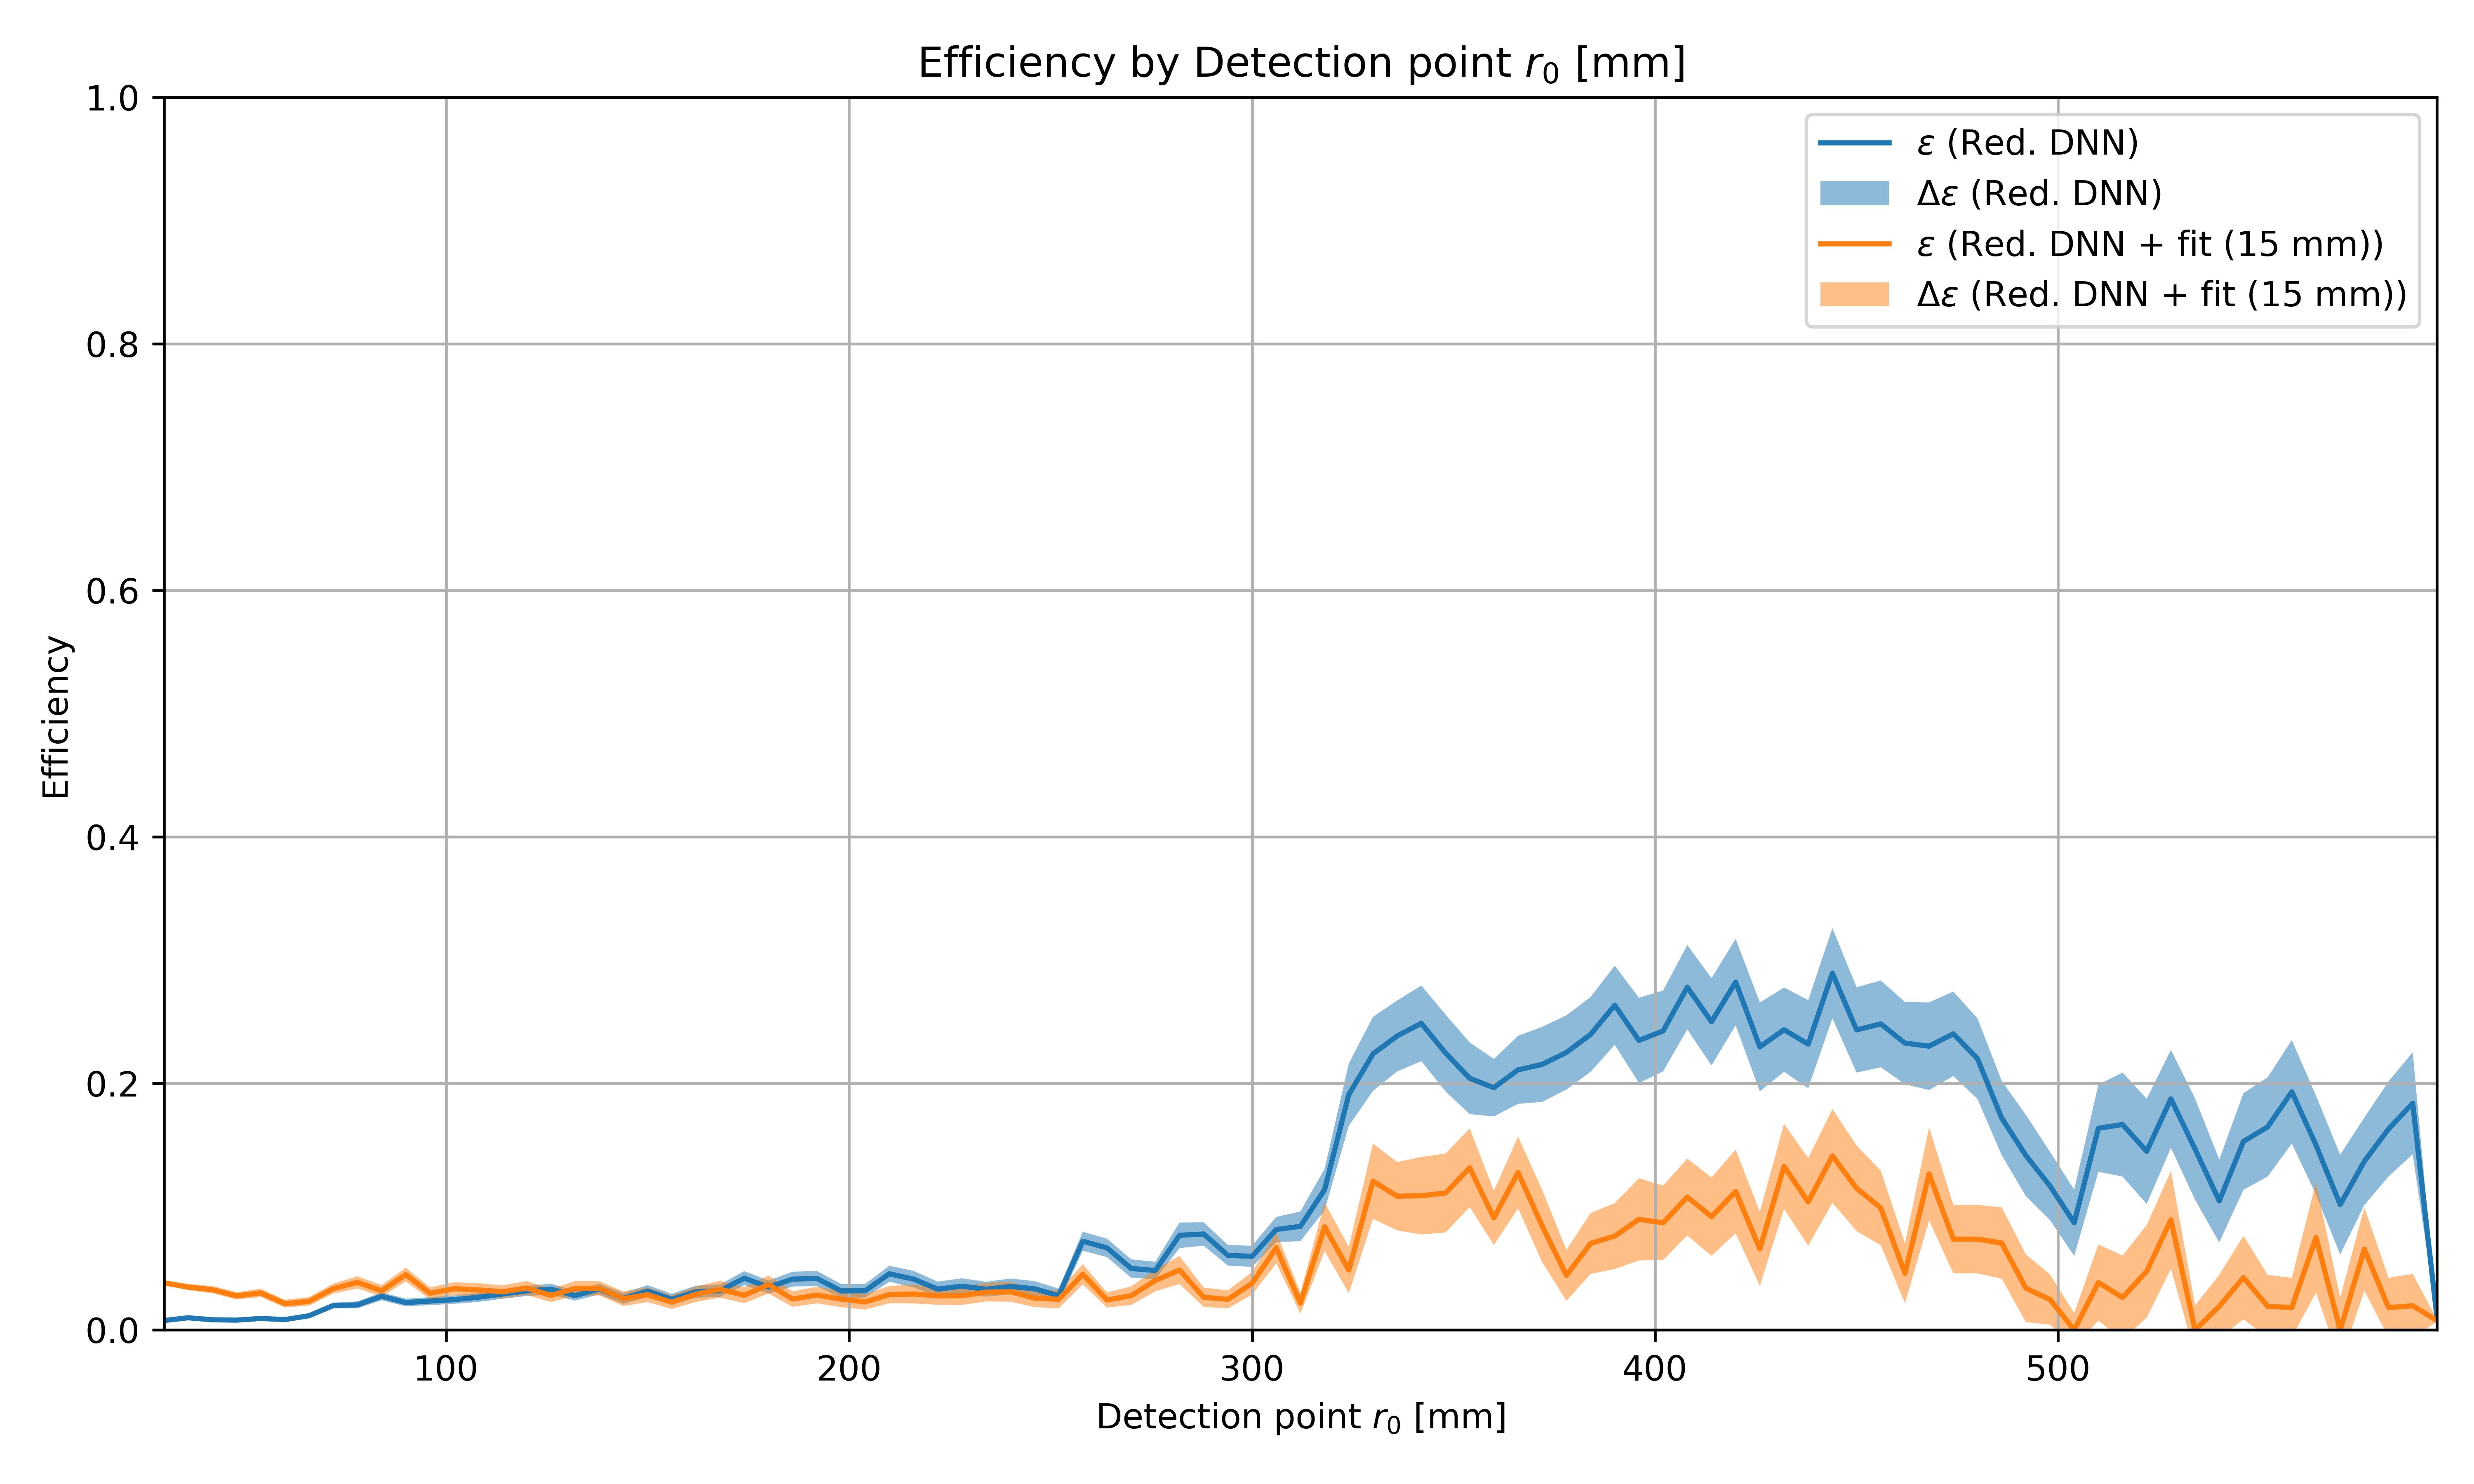 Efficiency by Detection point r₀ [mm]
1.0
0.8
0.6
0.4
0.2
0.0
Efficiency
ε (Red. DNN)
Δε (Red. DNN)
ε (Red. DNN + fit (15 mm))
Δε (Red. DNN + fit (15 mm))
100 200 300 400 500
Detection point r₀ [mm]